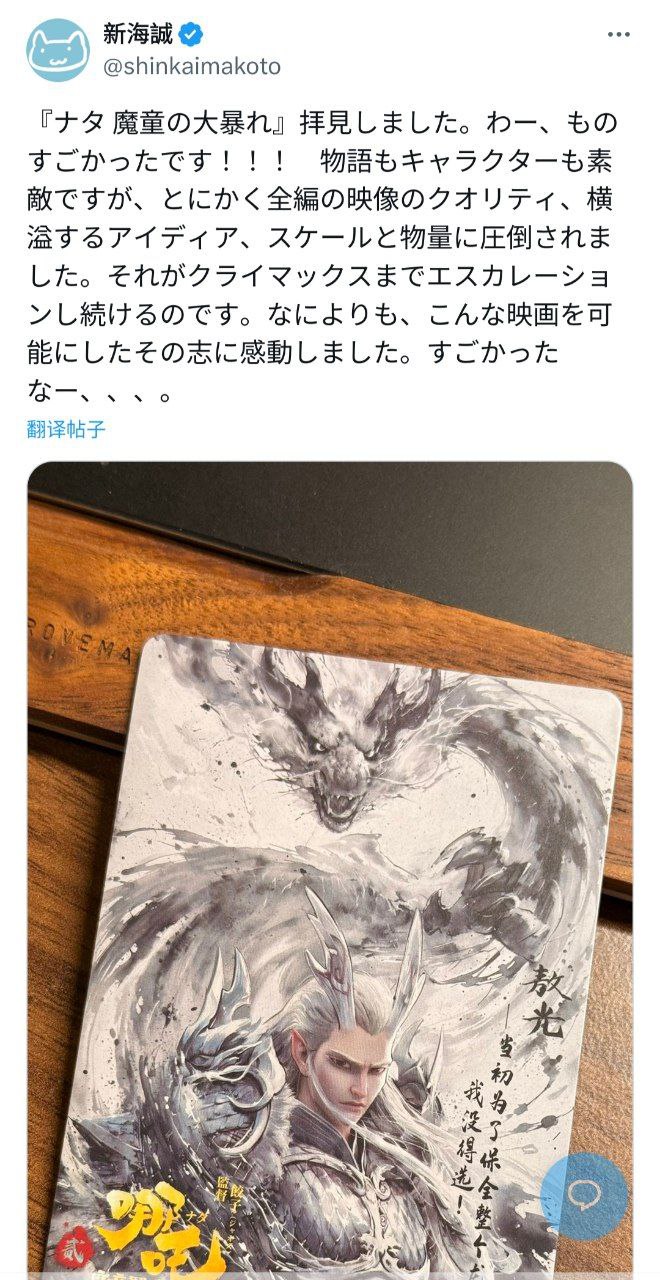 新海誠
@shinkaimakoto
『ナタ 魔童の大暴れ』拝見しました。わー、もの
すごかったです！！！　物語もキャラクターも素
敵ですが、とにかく全編の映像のクオリティ、横
溢するアイディア、スケールと物量に圧倒されま
した。それがクライマックスまでエスカレーショ
ンし続けるのです。なによりも、こんな映画を可
能にしたその志に感動しました。すごかった
なー、、、。
翻译帖子
ROVEMA
敖光
当初为了保全整个
我没得选！
監督
餃子
哪吒
ナタ
贰